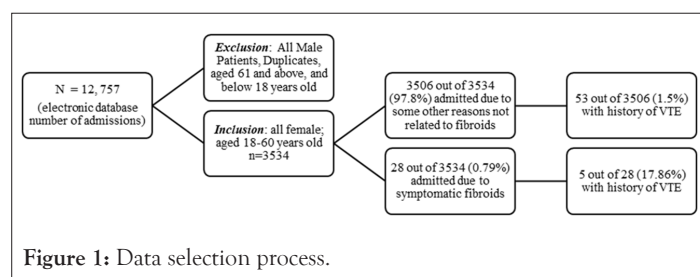 N = 12,757
(electronic database
number of admissions)
Exclusion: All Male
Patients, Duplicates,
aged 61 and above, and
below 18 years old
Inclusion: all female;
aged 18-60 years old
n=3534
3506 out of 3534
(97.8%) admitted due to
some other reasons not
related to fibroids
28 out of 3534 (0.79%)
admitted due to
symptomatic fibroids
53 out of 3506 (1.5%)
with history of VTE
5 out of 28 (17.86%)
with history of VTE
Figure 1: Data selection process.